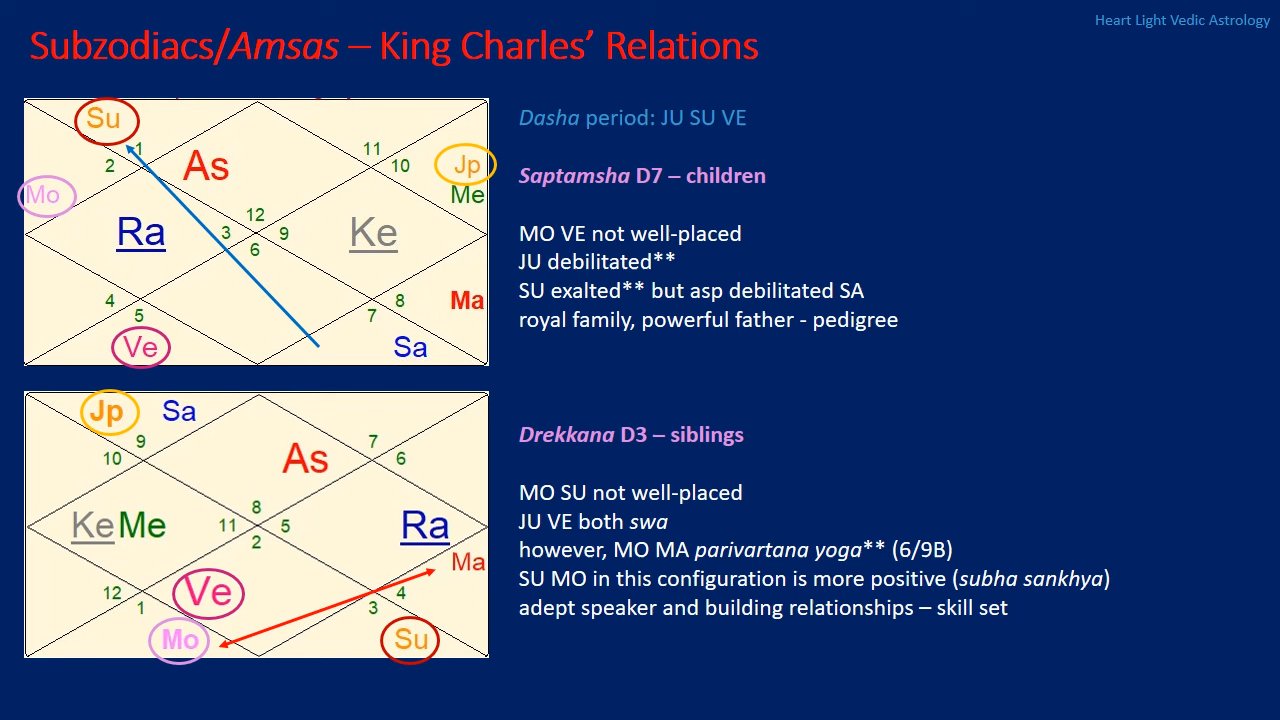 Heart Light Vedic Astrology
Subzodiacs/Amsas – King Charles’ Relations
Su
1
2
As
11
10
Jp
Me
Mo
Ra
12
3
9
6
Ke
4
5
8
7
Ma
Ve
Sa
Dasha period: JU SU VE
Saptamsha D7 – children
MO VE not well-placed
JU debilitated**
SU exalted** but asp debilitated SA
royal family, powerful father - pedigree
Jp Sa
9
10
As
7
6
Ke Me
8
11
5
2
Ra
Ma
12
1
Ve
4
3
Mo
Su
Drekkana D3 – siblings
MO SU not well-placed
JU VE both swa
however, MO MA parivartana yoga** (6/9B)
SU MO in this configuration is more positive (subha sankhya)
adept speaker and building relationships – skill set